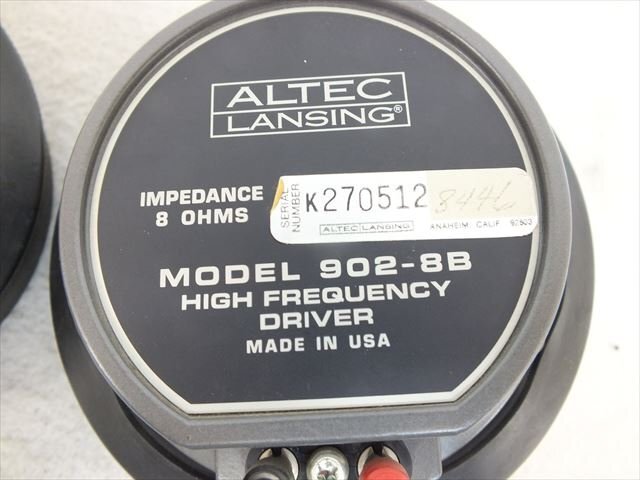 ALTEC
LANSING®
IMPEDANCE
8 OHMS
SERIAL
NUMBER
K270512
8446
ALTEC LANSING
ANAHEIM CALIF 92803
MODEL 902-8B
HIGH FREQUENCY
DRIVER
MADE IN USA